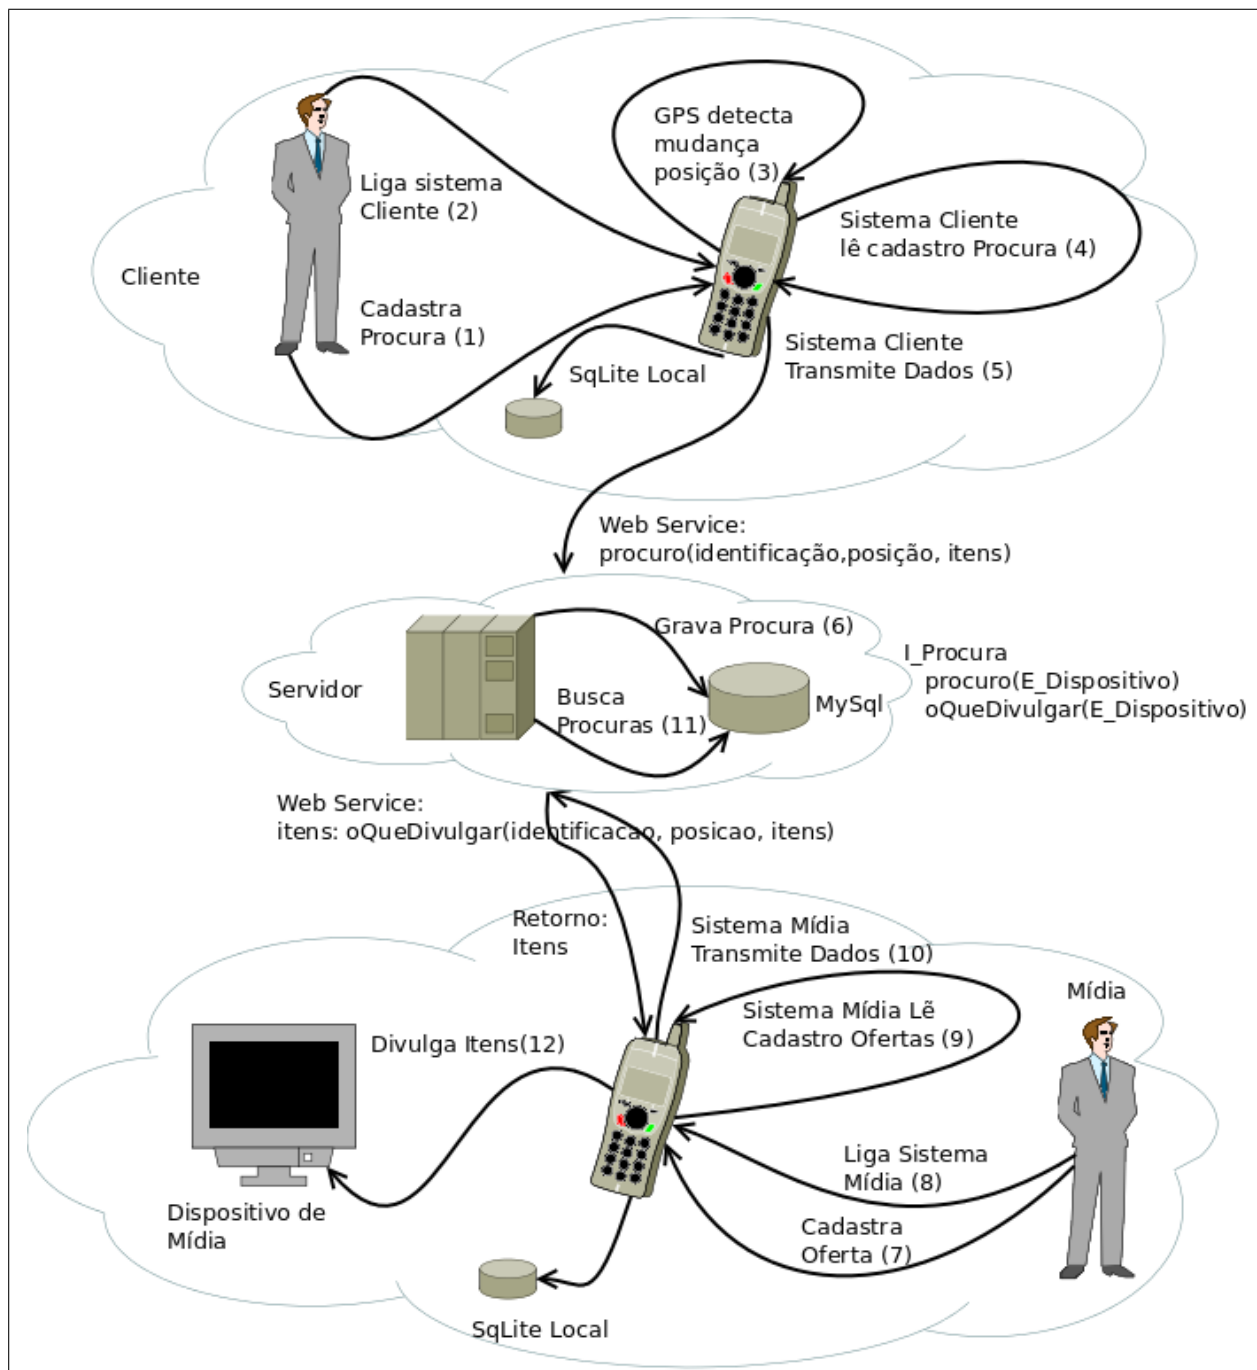 GPS detecta
mudança
posição (3)
Liga sistema
Cliente (2)
Sistema Cliente
lê cadastro Procura (4)
Cliente
Cadastra
Procura (1)
Sistema Cliente
Transmite Dados (5)
SqLite Local
Web Service:
procuro(identificação,posição, itens)
Grava Procura (6)
I_Procura
procuro(E_Dispositivo)
oQueDivulgar(E_Dispositivo)
Servidor
Busca
Procuras (11)
MySql
Web Service:
itens: oQueDivulgar(identificacao, posicao, itens)
Retorno:
Itens
Sistema Mídia
Transmite Dados (10)
Mídia
Sistema Mídia Lẽ
Cadastro Ofertas (9)
Divulga Itens(12)
Liga Sistema
Mídia (8)
Dispositivo de
Mídia
Cadastra
Oferta (7)
SqLite Local